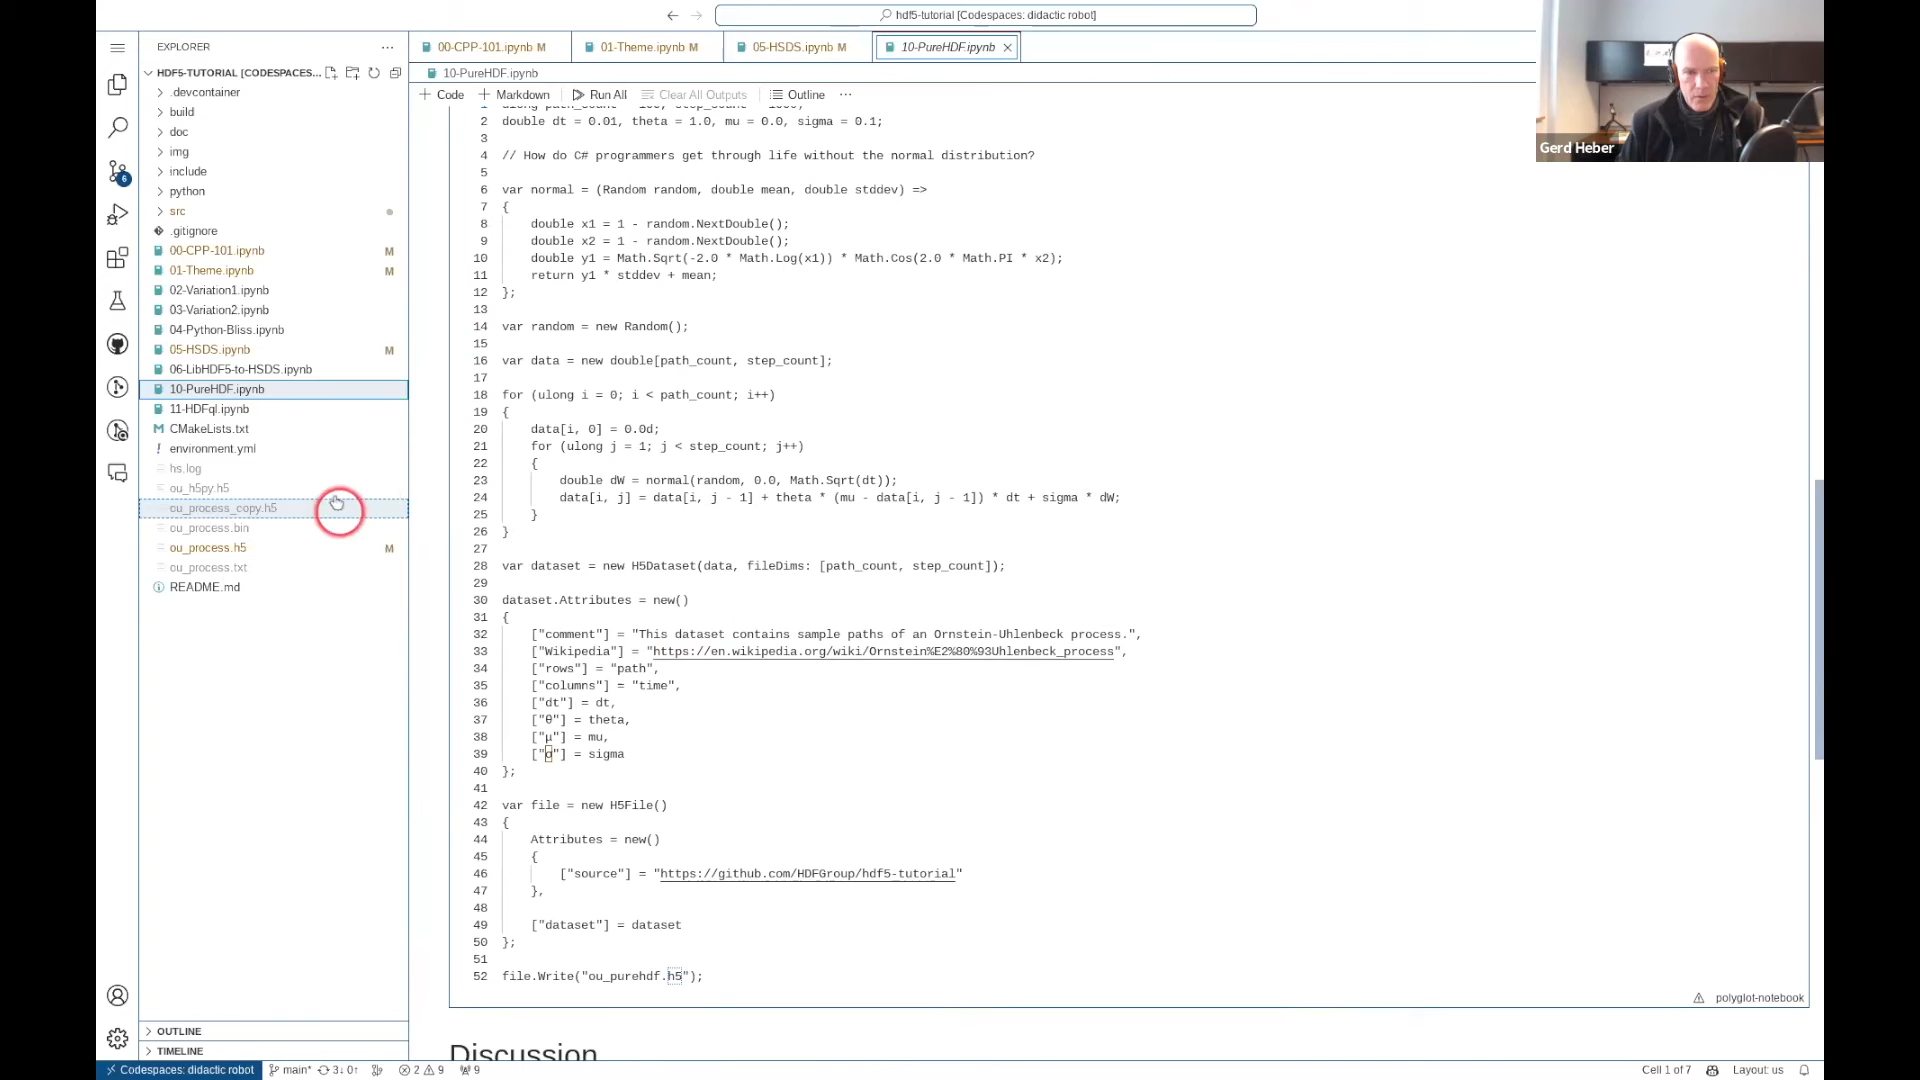 hdf5-tutorial [Codespaces: didactic robot]
EXPLORER
HDF5-TUTORIAL [CODESPACES...
.devcontainer
build
doc
img
include
python
src
.gitignore
00-CPP-101.ipynb M
01-Theme.ipynb M
02-Variation1.ipynb
03-Variation2.ipynb
04-Python-Bliss.ipynb
05-HSDS.ipynb M
06-LibHDF5-to-HSDS.ipynb
10-PureHDF.ipynb
11-HDFql.ipynb
CMakeLists.txt
environment.yml
hs.log
ou_h5py.h5
ou_process_copy.h5
ou_process.bin
ou_process.h5 M
ou_process.txt
README.md
OUTLINE
TIMELINE
6
00-CPP-101.ipynb M
01-Theme.ipynb M
05-HSDS.ipynb M
10-PureHDF.ipynb
10-PureHDF.ipynb
Code Markdown Run All Clear All Outputs Outline
2 double dt = 0.01, theta = 1.0, mu = 0.0, sigma = 0.1;
3
4 // How do C# programmers get through life without the normal distribution?
5
6 var normal = (Random random, double mean, double stddev) =>
7 {
8 double x1 = 1 - random.NextDouble();
9 double x2 = 1 - random.NextDouble();
10 double y1 = Math.Sqrt(-2.0 * Math.Log(x1)) * Math.Cos(2.0 * Math.PI * x2);
11 return y1 * stddev + mean;
12 };
13
14 var random = new Random();
15
16 var data = new double[path_count, step_count];
17
18 for (ulong i = 0; i < path_count; i++)
19 {
20 data[i, 0] = 0.0d;
21 for (ulong j = 1; j < step_count; j++)
22 {
23 double dW = normal(random, 0.0, Math.Sqrt(dt));
24 data[i, j] = data[i, j - 1] + theta * (mu - data[i, j - 1]) * dt + sigma * dW;
25 }
26 }
27
28 var dataset = new H5Dataset(data, fileDims: [path_count, step_count]);
29
30 dataset.Attributes = new()
31 {
32 ["comment"] = "This dataset contains sample paths of an Ornstein-Uhlenbeck process.",
33 ["Wikipedia"] = "https://en.wikipedia.org/wiki/Ornstein%E2%80%93Uhlenbeck_process",
34 ["rows"] = "path",
35 ["columns"] = "time",
36 ["dt"] = dt,
37 ["θ"] = theta,
38 ["μ"] = mu,
39 ["σ"] = sigma
40 };
41
42 var file = new H5File()
43 {
44 Attributes = new()
45 {
46 ["source"] = "https://github.com/HDFGroup/hdf5-tutorial"
47 },
48
49 ["dataset"] = dataset
50 };
51
52 file.Write("ou_purehdf.h5");
polyglot-notebook
Discussion
Gerd Heber
Codespaces: didactic robot main* 3↓ 0↑ 2 9 9
Cell 1 of 7 Layout: us